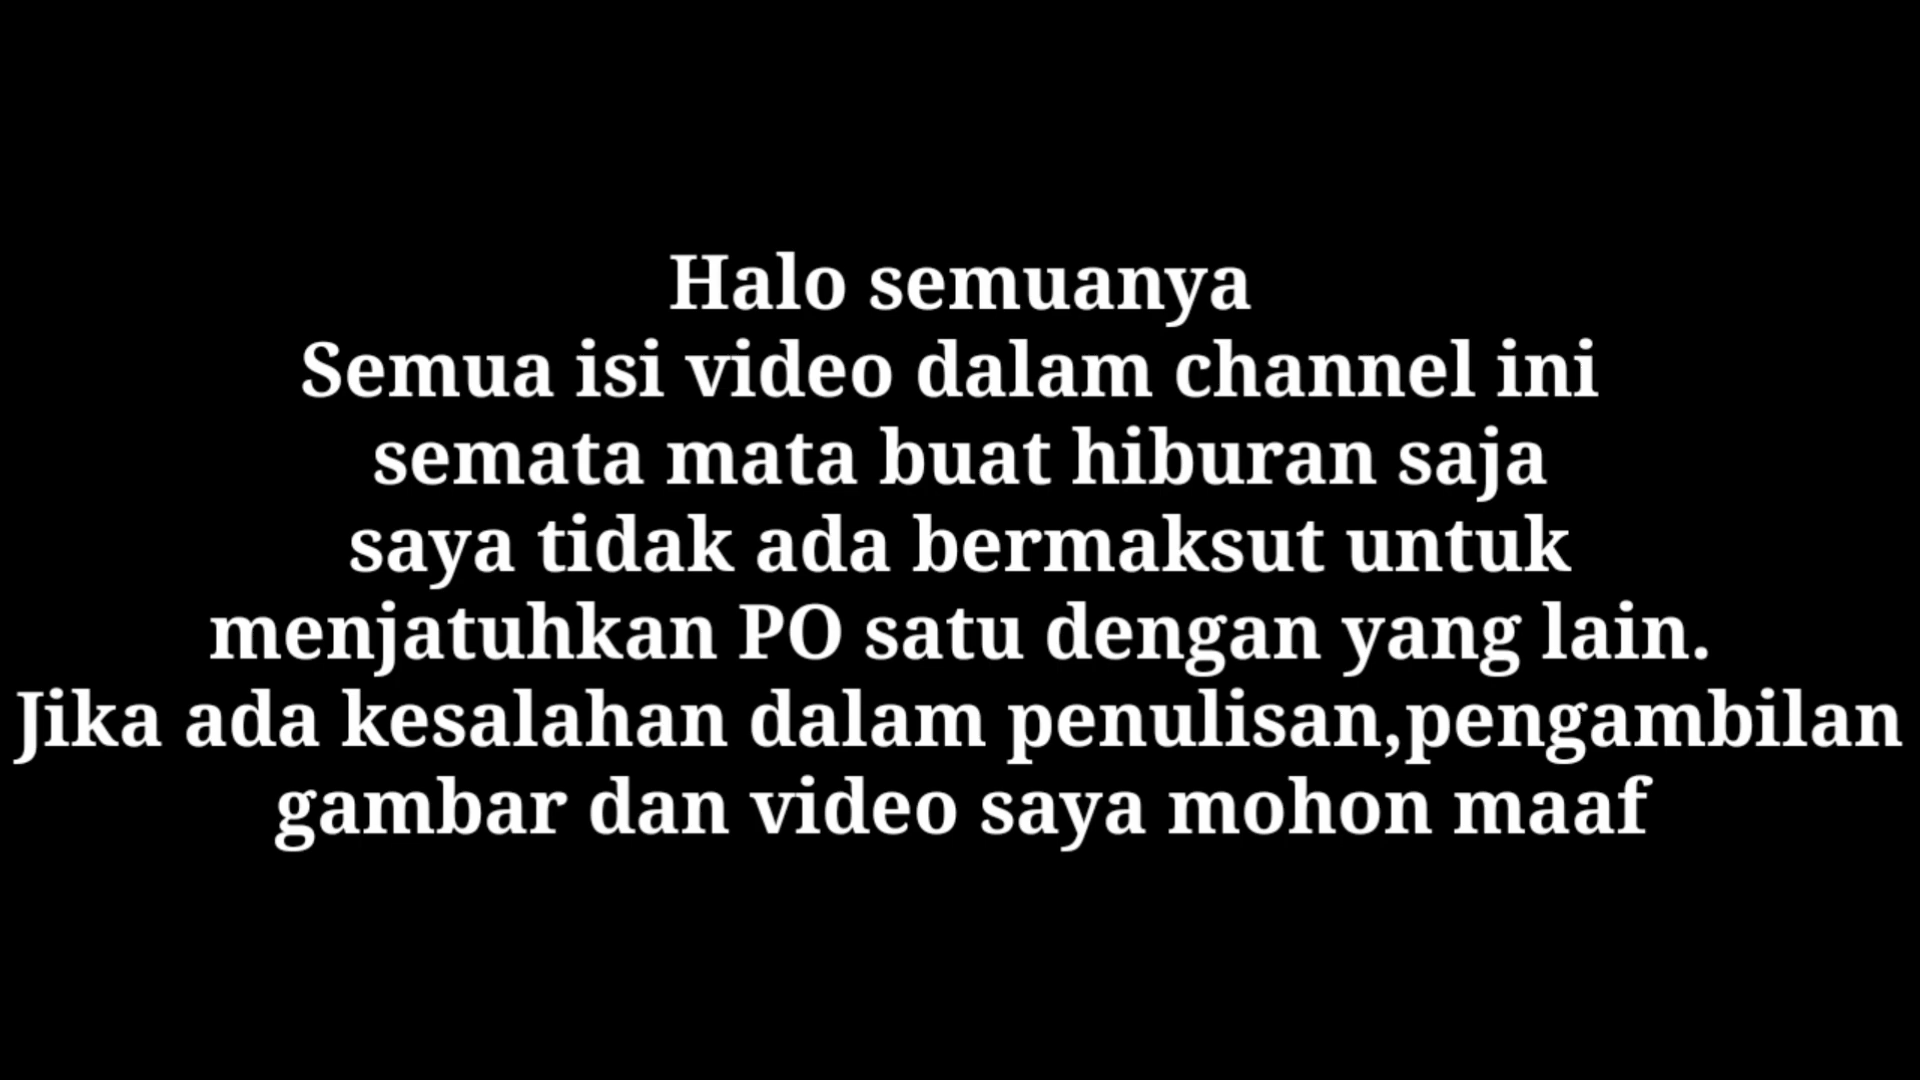 Halo semuanya
Semua isi video dalam channel ini
semata mata buat hiburan saja
saya tidak ada bermaksut untuk
menjatuhkan PO satu dengan yang lain.
Jika ada kesalahan dalam penulisan,pengambilan
gambar dan video saya mohon maaf